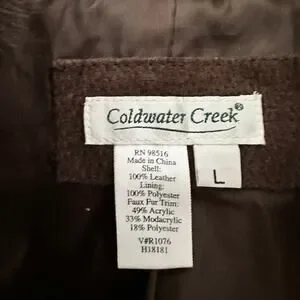 Coldwater Creek®
L
RN 98516
Made in China
Shell:
100% Leather
Lining:
100% Polyester
Faux Fur Trim:
49% Acrylic
33% Modacrylic
18% Polyester
V#R1076
H38181